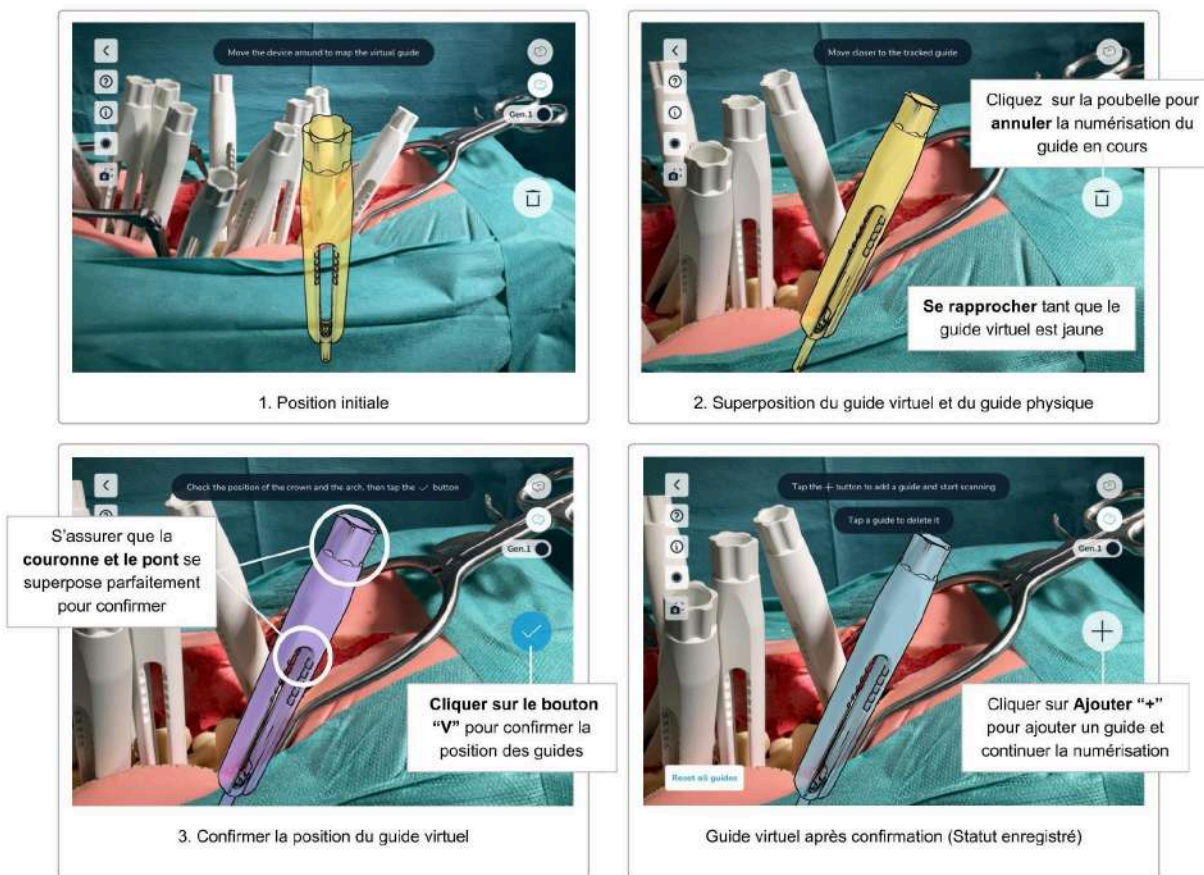 Move the device around to map the virtual guide
Gen.1
1. Position initiale
Move closer to the tracked guide
Cliquez sur la poubelle pour
annuler la numérisation du
guide en cours
Se rapprocher tant que le
guide virtuel est jaune
2. Superposition du guide virtuel et du guide physique
Check the position of the crown and the arch, then tap the ✓ button
S'assurer que la
couronne et le pont se
superpose parfaitement
pour confirmer
Gen.1
Cliquer sur le bouton
“V” pour confirmer la
position des guides
3. Confirmer la position du guide virtuel
Tap the + button to add a guide and start scanning
Tap a guide to delete it
Gen.1
Cliquer sur Ajouter “+”
pour ajouter un guide et
continuer la numérisation
Reset all guides
Guide virtuel après confirmation (Statut enregistré)